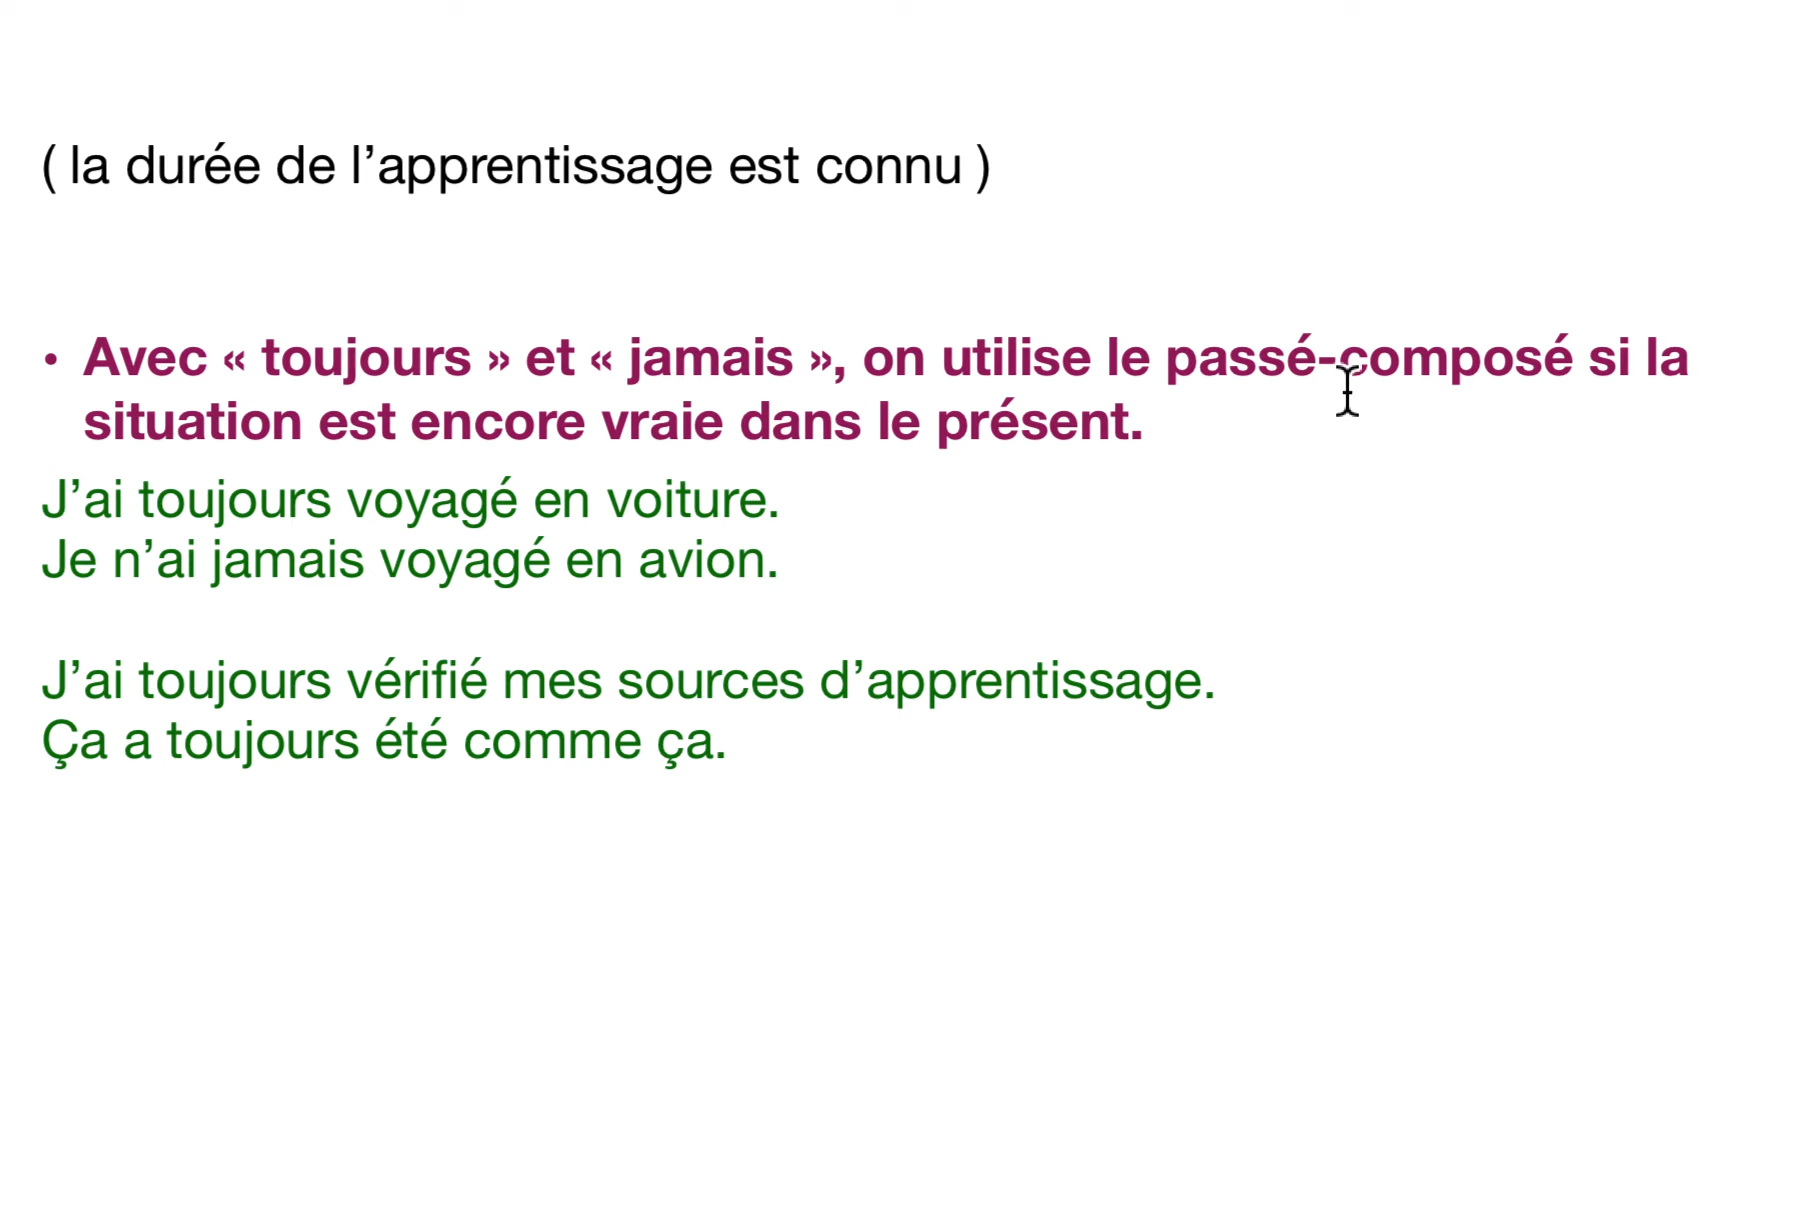 ( la durée de l’apprentissage est connu )
• Avec « toujours » et « jamais », on utilise le passé-composé si la
situation est encore vraie dans le présent.
J’ai toujours voyagé en voiture.
Je n’ai jamais voyagé en avion.
J’ai toujours vérifié mes sources d’apprentissage.
Ça a toujours été comme ça.